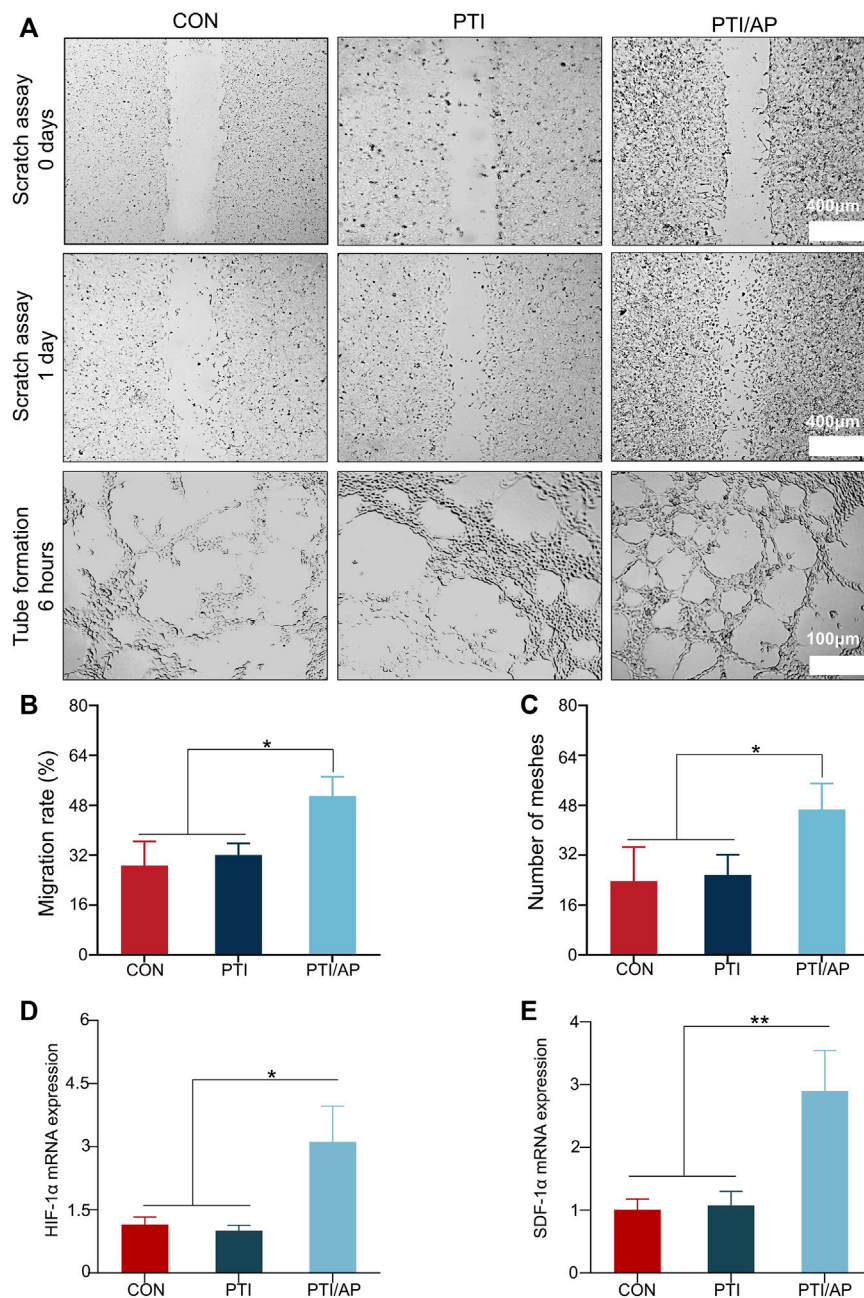 A
CON
PTI
PTI/AP
Scratch assay
0 days
400µm
Scratch assay
1 day
400µm
Tube formation
6 hours
100µm
B
Migration rate (%)
80
64
48
32
16
0
*
CON
PTI
PTI/AP
C
Number of meshes
80
64
48
32
16
0
*
CON
PTI
PTI/AP
D
HIF-1α mRNA expression
6
4.5
3
1.5
0
*
CON
PTI
PTI/AP
E
SDF-1α mRNA expression
4
3
2
1
0
**
CON
PTI
PTI/AP